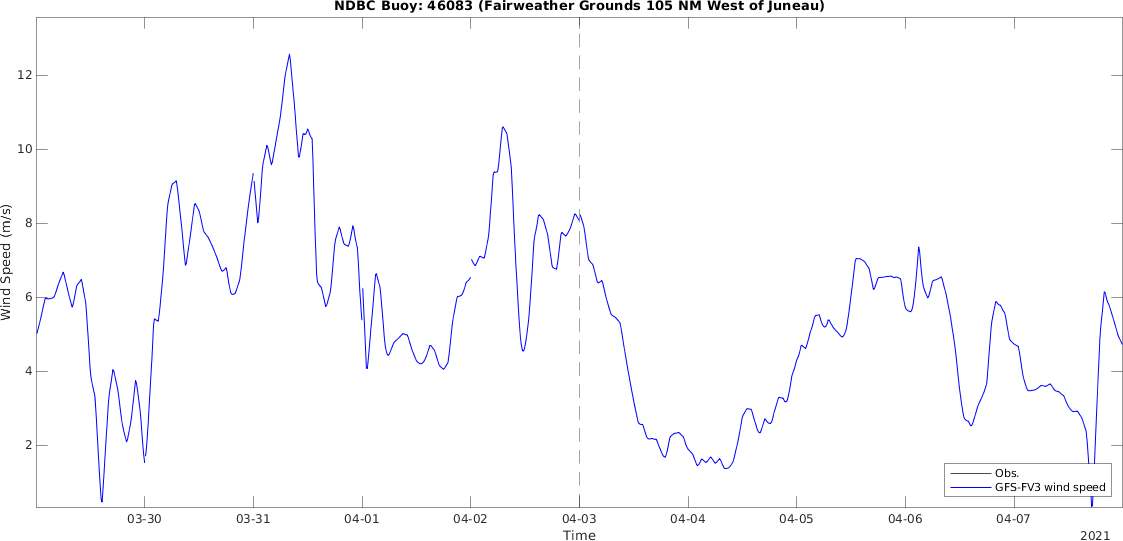 NDBC Buoy: 46083 (Fairweather Grounds 105 NM West of Juneau)
12
10
8
6
4
2
Wind Speed (m/s)
Obs.
GFS-FV3 wind speed
03-30 03-31 04-01 04-02 04-03 04-04 04-05 04-06 04-07
Time
2021